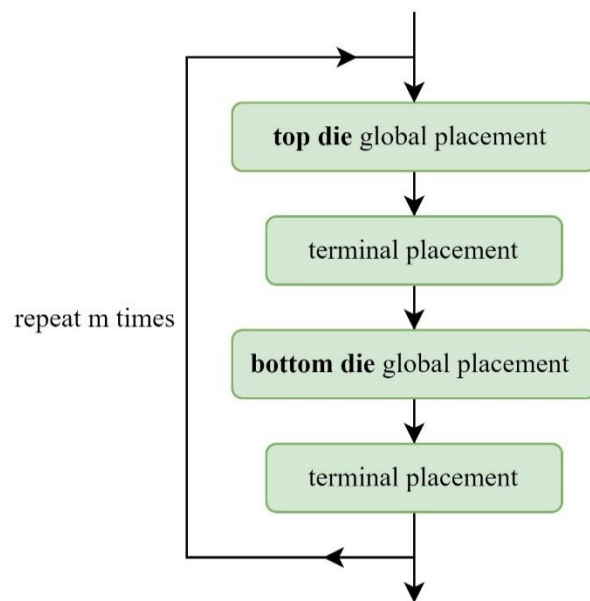 top die global placement
terminal placement
repeat m times
bottom die global placement
terminal placement